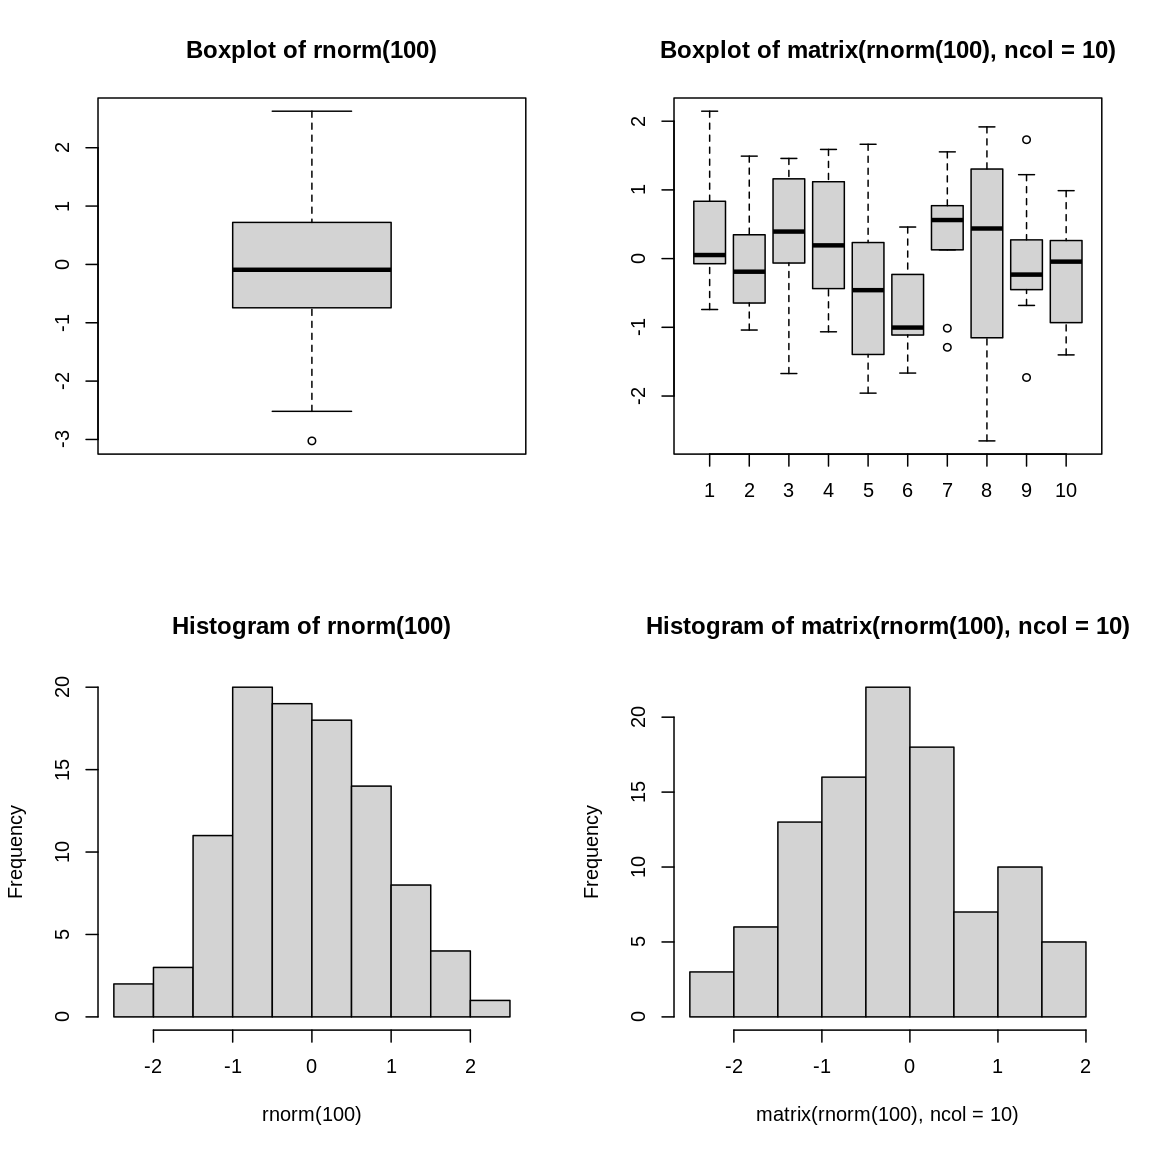 Boxplot of rnorm(100)
2
1
0
-1
-2
-3
Boxplot of matrix(rnorm(100), ncol = 10)
2
1
0
-1
-2
1 2 3 4 5 6 7 8 9 10
Histogram of rnorm(100)
Frequency
20
15
10
5
0
-2 -1 0 1 2
rnorm(100)
Histogram of matrix(rnorm(100), ncol = 10)
Frequency
20
15
10
5
0
-2 -1 0 1 2
matrix(rnorm(100), ncol = 10)